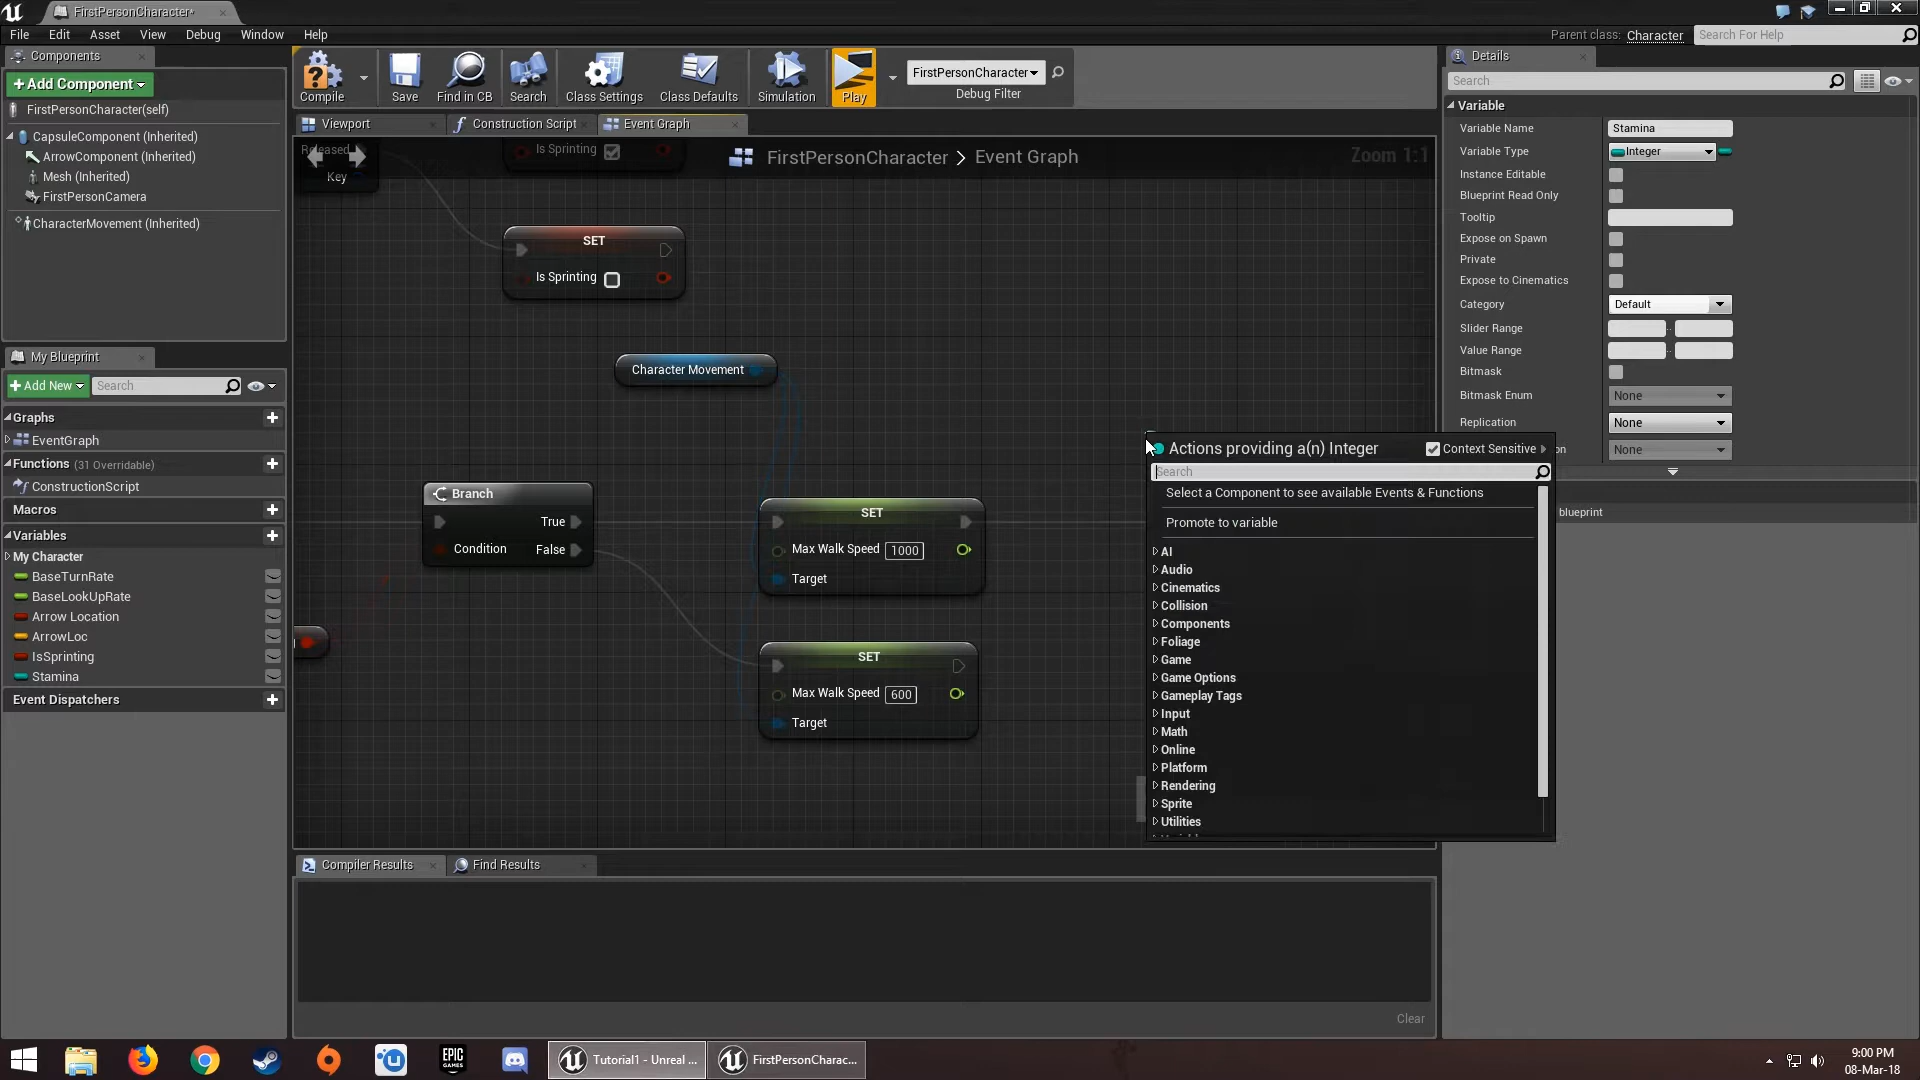 FirstPersonCharacter*
File Edit Asset View Debug Window Help
Parent class: Character
Search For Help
Components
+Add Component
FirstPersonCharacter(self)
CapsuleComponent (Inherited)
ArrowComponent (Inherited)
Mesh (Inherited)
FirstPersonCamera
CharacterMovement (Inherited)
My Blueprint
+Add New
Search
Graphs
EventGraph
Functions (31 Overridable)
ConstructionScript
Macros
Variables
My Character
BaseTurnRate
BaseLookUpRate
Arrow Location
ArrowLoc
IsSprinting
Stamina
Event Dispatchers
Compile
Save
Find in CB
Search
Class Settings
Class Defaults
Simulation
Play
FirstPersonCharacter
Debug Filter
Viewport
Construction Script
Event Graph
FirstPersonCharacter > Event Graph
Zoom 1:1
Released
Key
Is Sprinting
SET
Is Sprinting
Character Movement
Branch
True
Condition False
SET
Max Walk Speed 1000
Target
SET
Max Walk Speed 600
Target
Actions providing a(n) Integer
Context Sensitive
Search
Select a Component to see available Events & Functions
Promote to variable
AI
Audio
Cinematics
Collision
Components
Foliage
Game
Game Options
Gameplay Tags
Input
Math
Online
Platform
Rendering
Sprite
Utilities
Details
Search
Variable
Variable Name Stamina
Variable Type Integer
Instance Editable
Blueprint Read Only
Tooltip
Expose on Spawn
Private
Expose to Cinematics
Category Default
Slider Range
Value Range
Bitmask
Bitmask Enum None
Replication None
on None
blueprint
Compiler Results
Find Results
Clear
EPIC GAMES
Tutorial1 - Unreal ...
FirstPersonCharac...
9:00 PM
08-Mar-18